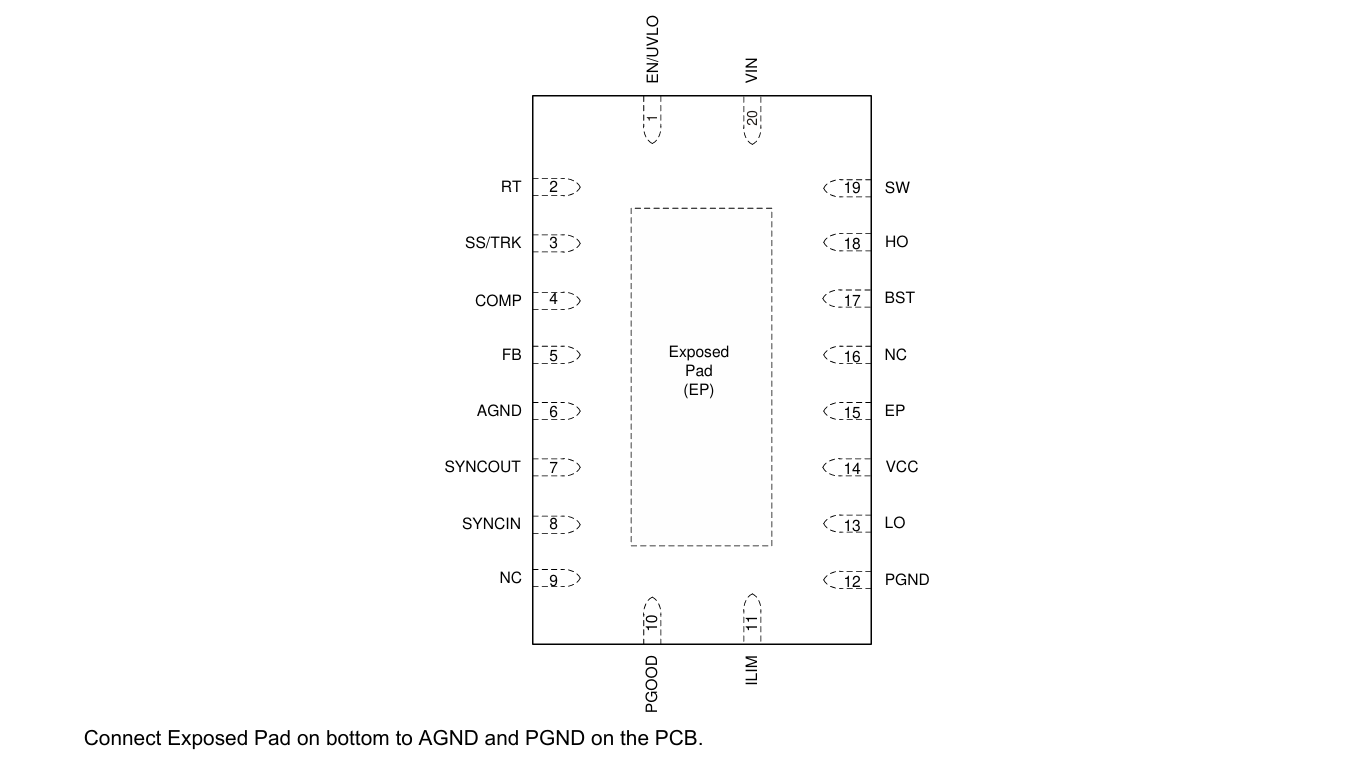 EN/UVLO
VIN
1
20
RT 2
19 SW
SS/TRK 3
18 HO
COMP 4
17 BST
FB 5
16 NC
Exposed
Pad
(EP)
AGND 6
15 EP
SYNCOUT 7
14 VCC
SYNCIN 8
13 LO
NC 9
12 PGND
10
11
PGOOD
ILIM
Connect Exposed Pad on bottom to AGND and PGND on the PCB.